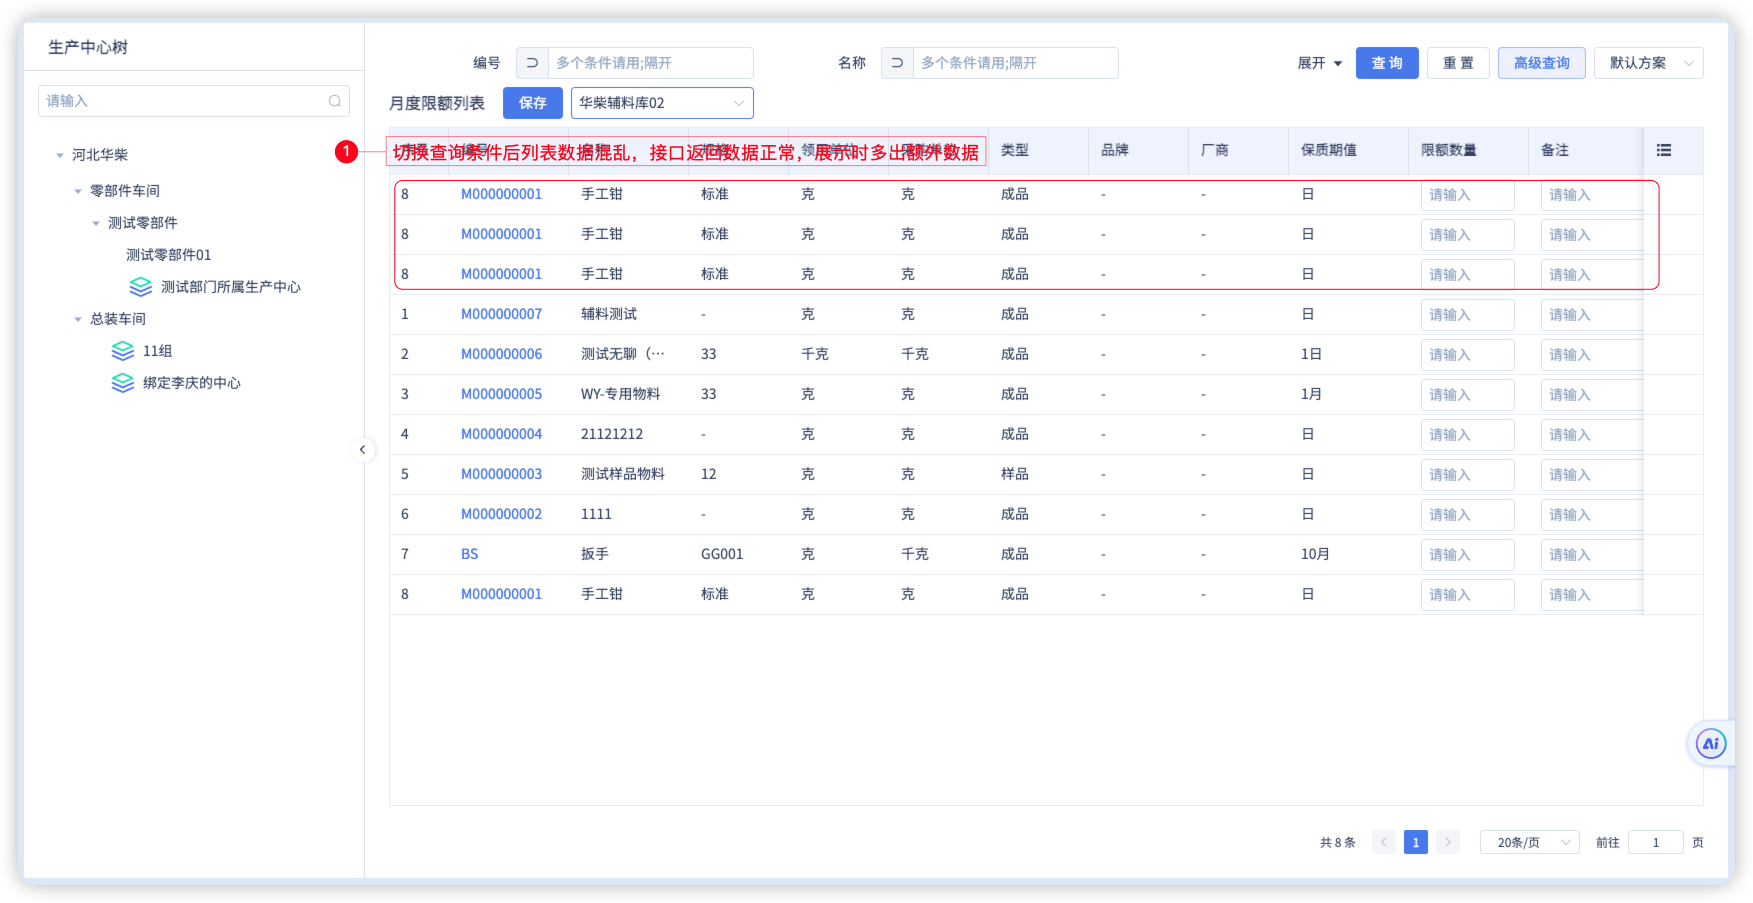 生产中心树
请输入
河北华柴
零部件车间
测试零部件
测试零部件01
测试部门所属生产中心
总装车间
11组
绑定李庆的中心
编号 多个条件请用;隔开 名称 多个条件请用;隔开 展开 查询 重置 高级查询 默认方案
月度限额列表 保存 华柴辅料库02
1 切换查询条件后列表数据混乱，接口返回数据正常，展示时多出额外数据
类型 品牌 厂商 保质期值 限额数量 备注
8 M000000001 手工钳 标准 克 克 成品 - - 日 请输入 请输入
8 M000000001 手工钳 标准 克 克 成品 - - 日 请输入 请输入
8 M000000001 手工钳 标准 克 克 成品 - - 日 请输入 请输入
1 M000000007 辅料测试 - 克 克 成品 - - 日 请输入 请输入
2 M000000006 测试无聊（… 33 千克 千克 成品 - - 1日 请输入 请输入
3 M000000005 WY-专用物料 33 克 克 成品 - - 1月 请输入 请输入
4 M000000004 21121212 - 克 克 成品 - - 日 请输入 请输入
5 M000000003 测试样品物料 12 克 克 样品 - - 日 请输入 请输入
6 M000000002 1111 - 克 克 成品 - - 日 请输入 请输入
7 BS 扳手 GG001 克 千克 成品 - - 10月 请输入 请输入
8 M000000001 手工钳 标准 克 克 成品 - - 日 请输入 请输入
Ai
共 8 条 1 20条/页 前往 1 页